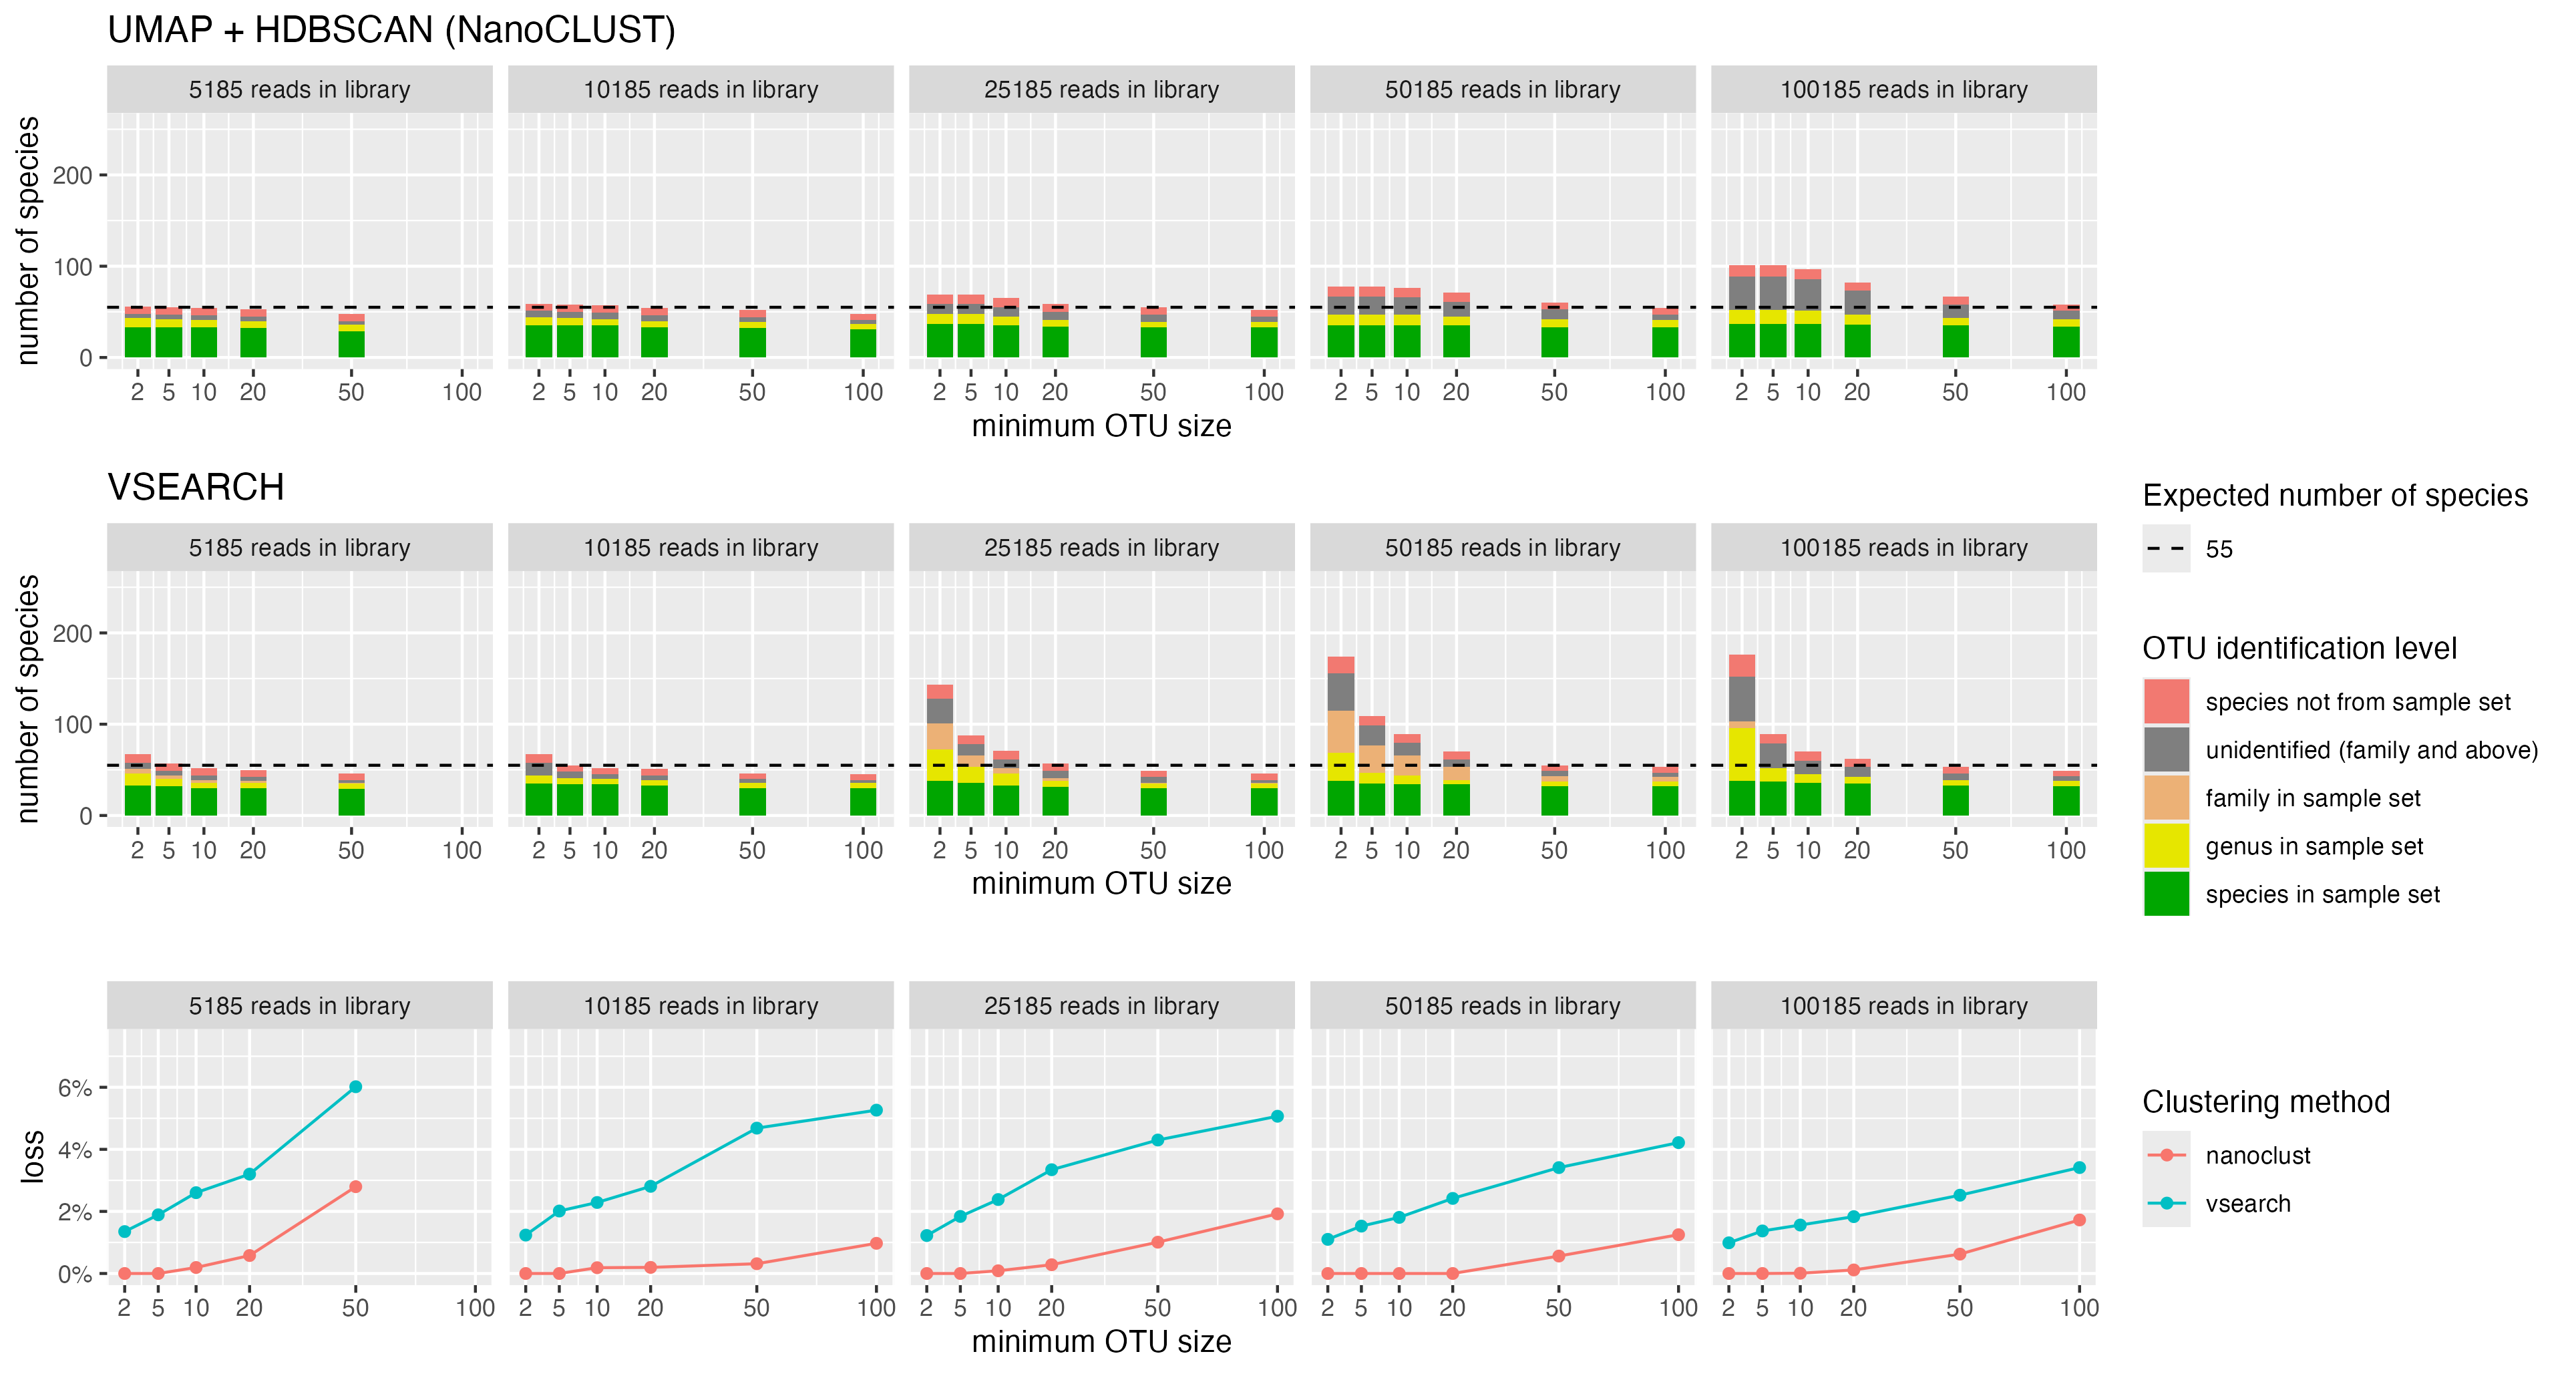 UMAP + HDBSCAN (NanoCLUST)
5185 reads in library
10185 reads in library
25185 reads in library
50185 reads in library
100185 reads in library
number of species
200
100
0
2 5 10 20 50 100
2 5 10 20 50 100
2 5 10 20 50 100
2 5 10 20 50 100
2 5 10 20 50 100
minimum OTU size
VSEARCH
5185 reads in library
10185 reads in library
25185 reads in library
50185 reads in library
100185 reads in library
number of species
200
100
0
2 5 10 20 50 100
2 5 10 20 50 100
2 5 10 20 50 100
2 5 10 20 50 100
2 5 10 20 50 100
minimum OTU size
Expected number of species
55
OTU identification level
species not from sample set
unidentified (family and above)
family in sample set
genus in sample set
species in sample set
5185 reads in library
10185 reads in library
25185 reads in library
50185 reads in library
100185 reads in library
loss
6%
4%
2%
0%
2 5 10 20 50 100
2 5 10 20 50 100
2 5 10 20 50 100
2 5 10 20 50 100
2 5 10 20 50 100
minimum OTU size
Clustering method
nanoclust
vsearch